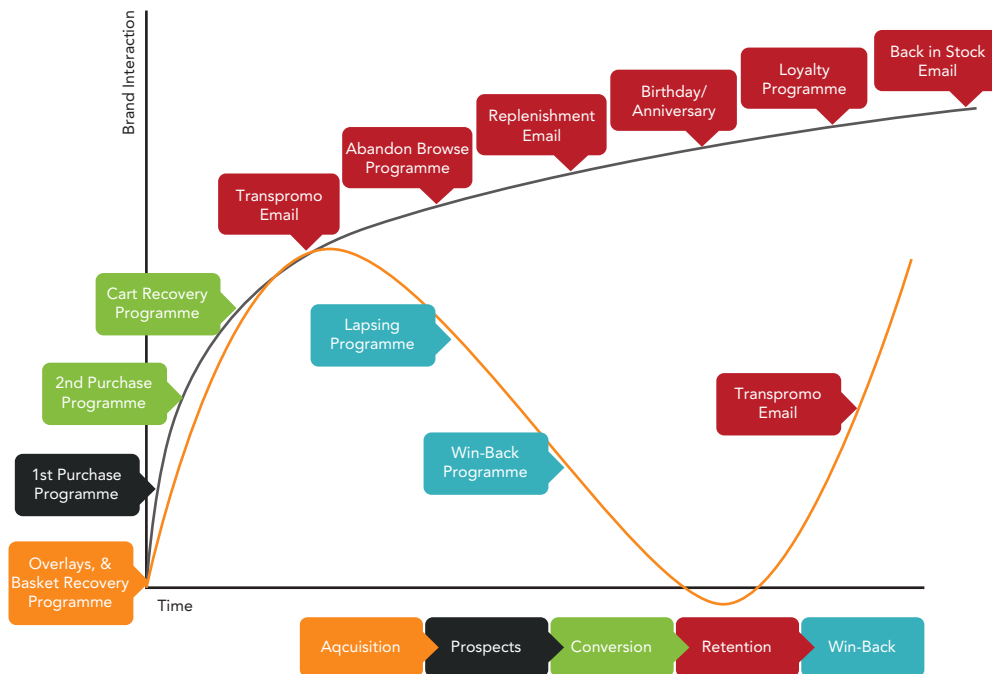 Brand Interaction
Back in Stock
Email
Loyalty
Programme
Birthday/
Anniversary
Replenishment
Email
Abandon Browse
Programme
Transpromo
Email
Cart Recovery
Programme
Lapsing
Programme
2nd Purchase
Programme
Transpromo
Email
Win-Back
Programme
1st Purchase
Programme
Overlays, &
Basket Recovery
Programme
Time
Aqcuisition
Prospects
Conversion
Retention
Win-Back